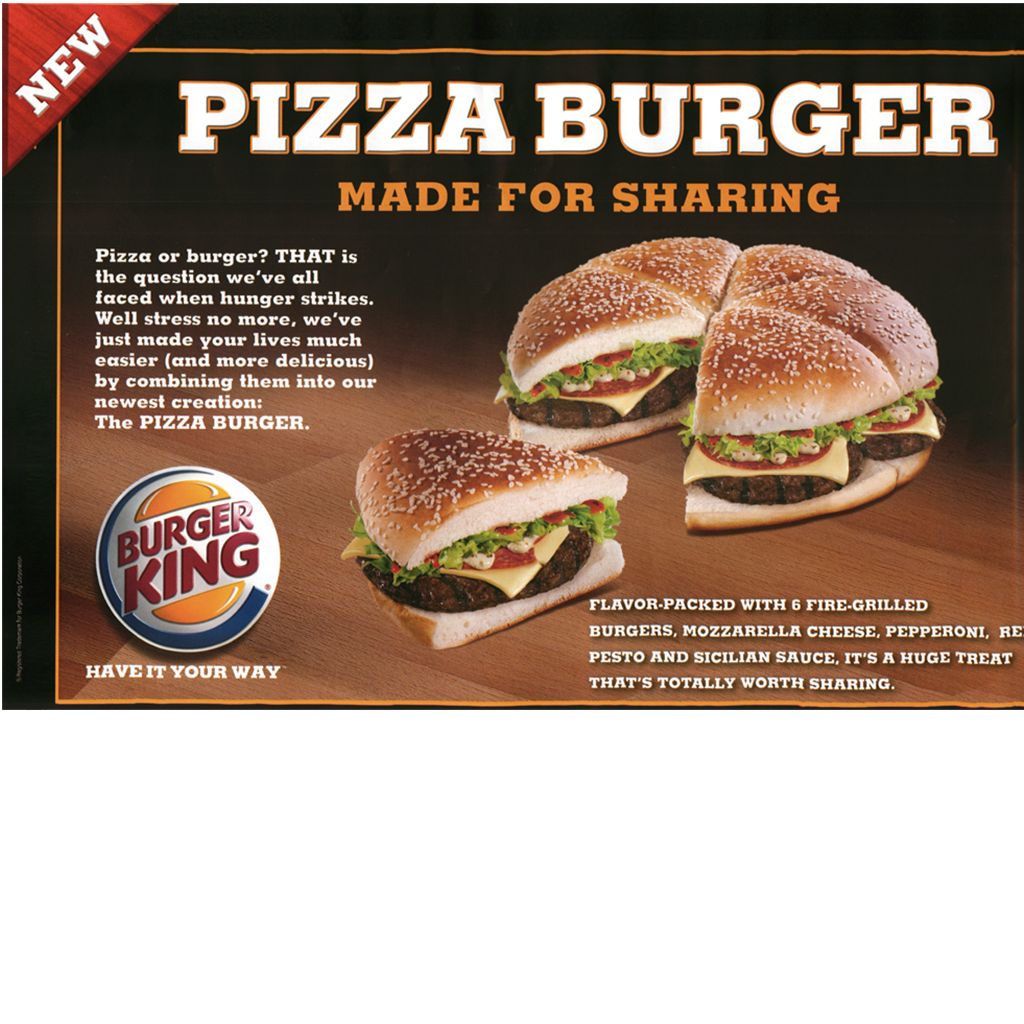 NEW
PIZZA BURGER
MADE FOR SHARING
Pizza or burger? THAT is
the question we've all
faced when hunger strikes.
Well stress no more, we've
just made your lives much
easier (and more delicious)
by combining them into our
newest creation:
The PIZZA BURGER.
BURGER
KING®
HAVE IT YOUR WAY™
FLAVOR-PACKED WITH 6 FIRE-GRILLED
BURGERS, MOZZARELLA CHEESE, PEPPERONI, RE
PESTO AND SICILIAN SAUCE, IT'S A HUGE TREAT
THAT'S TOTALLY WORTH SHARING.